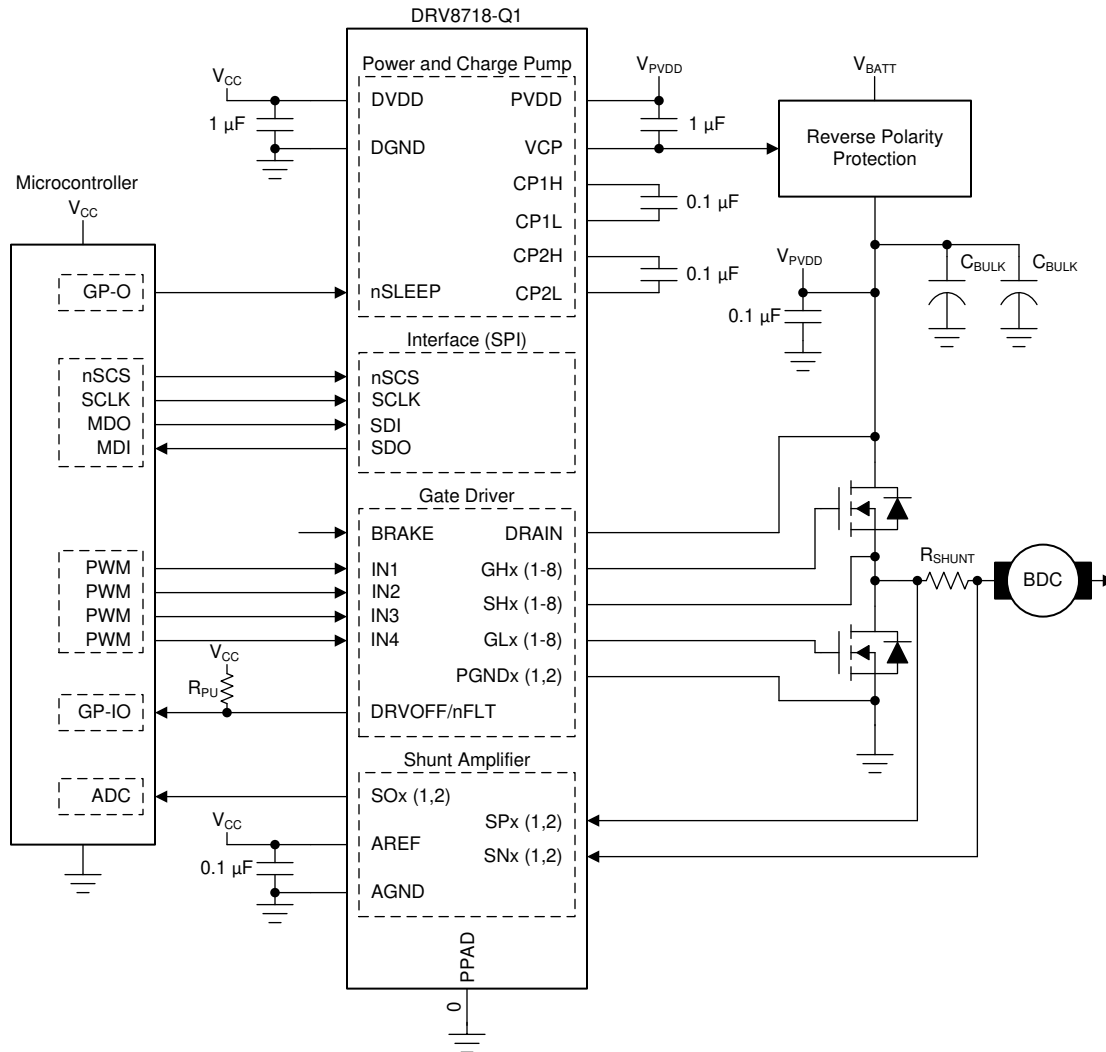 DRV8718-Q1
Power and Charge Pump
V_CC
DVDD
1 µF
DGND
nSLEEP
PVDD
VCP
CP1H
CP1L
CP2H
CP2L
V_PVDD
1 µF
0.1 µF
0.1 µF
V_BATT
Reverse Polarity
Protection
V_PVDD
0.1 µF
C_BULK
C_BULK
Microcontroller
V_CC
GP-O
nSCS
SCLK
MDO
MDI
PWM
PWM
PWM
PWM
GP-IO
ADC
Interface (SPI)
nSCS
SCLK
SDI
SDO
Gate Driver
BRAKE
IN1
IN2
IN3
IN4
DRVOFF/nFLT
DRAIN
GHx (1-8)
SHx (1-8)
GLx (1-8)
PGNDx (1,2)
V_CC
R_PU
R_SHUNT
BDC
Shunt Amplifier
SOx (1,2)
AREF
AGND
SPx (1,2)
SNx (1,2)
V_CC
0.1 µF
PPAD
0